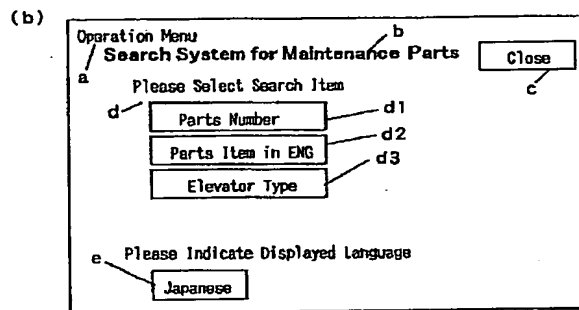 (b)
Operation Menu
b
Search System for Maintenance Parts
Close
a
c
Please Select Search Item
d
d1
Parts Number
d2
Parts Item in ENG
d3
Elevator Type
Please Indicate Displayed Language
e
Japanese